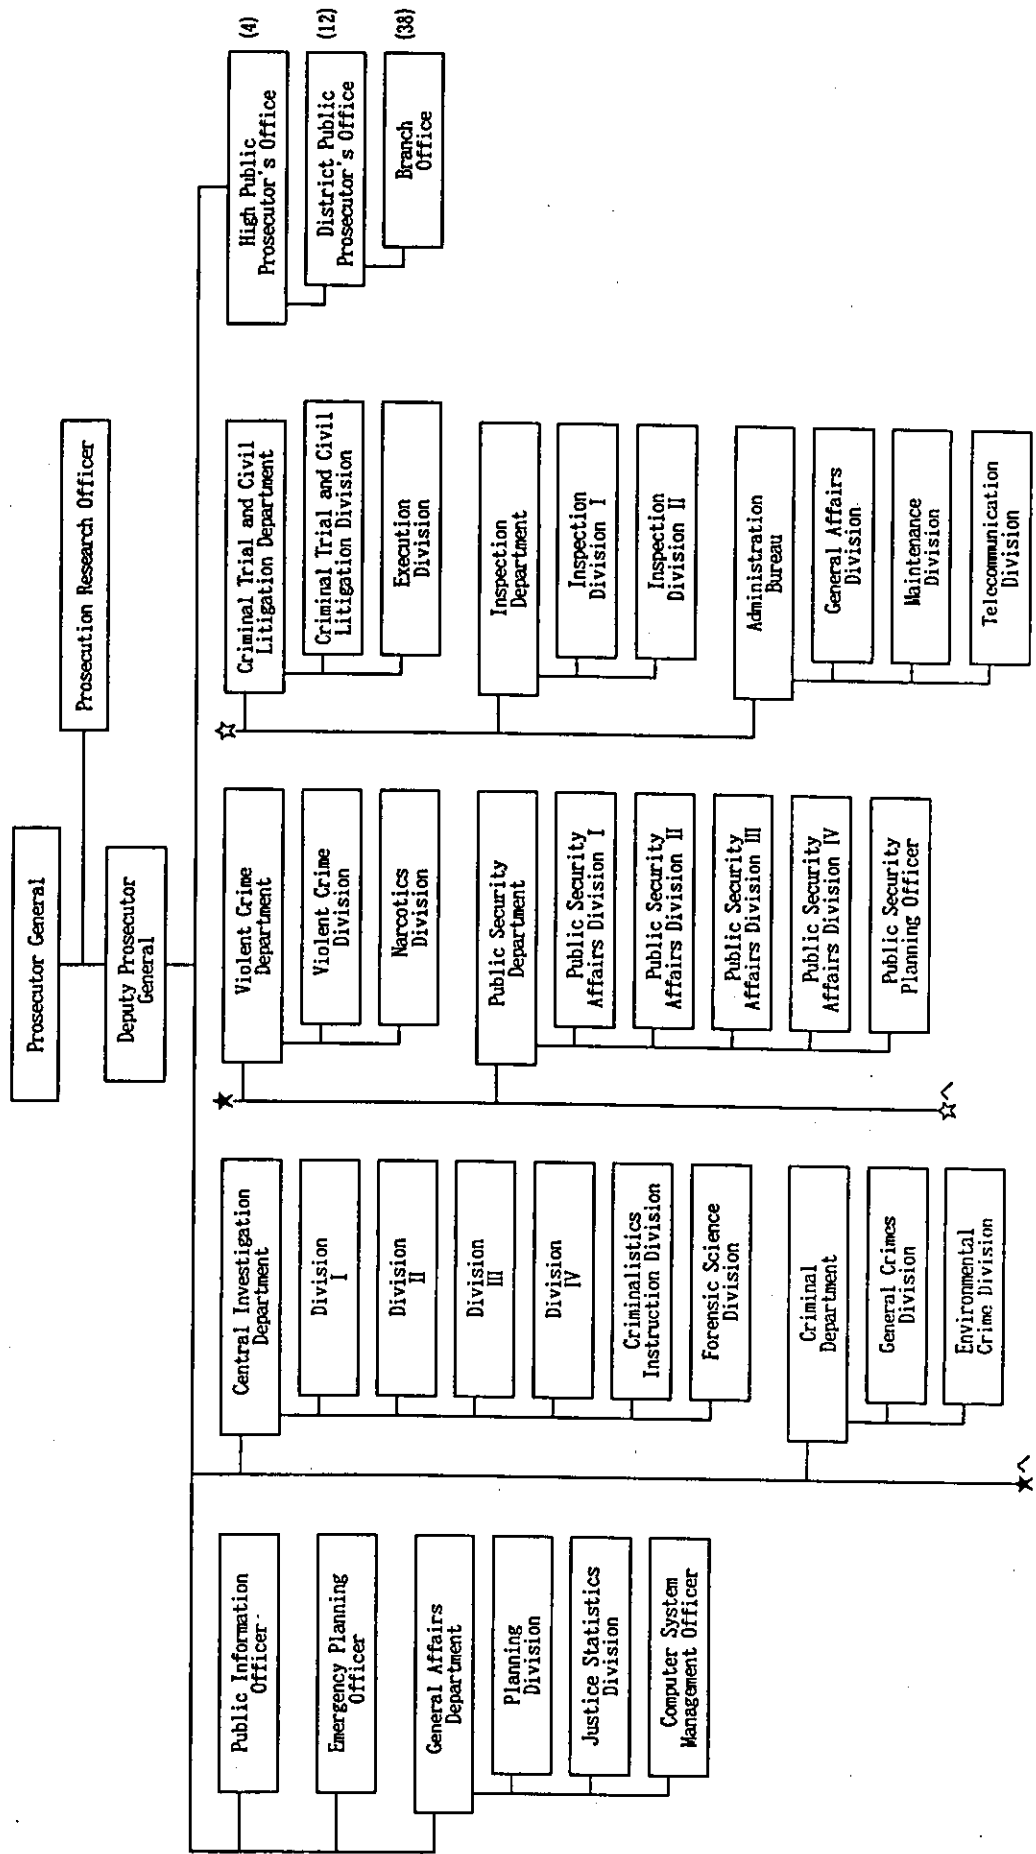 Prosecutor General
Prosecution Research Officer
Deputy Prosecutor
General
Public Information
Officer
Emergency Planning
Officer
General Affairs
Department
Planning
Division
Justice Statistics
Division
Computer System
Management Officer
Central Investigation
Department
Division
I
Division
II
Division
III
Division
IV
Criminalistics
Instruction Division
Forensic Science
Division
Criminal
Department
General Crimes
Division
Environmental
Crime Division
Violent Crime
Department
Violent Crime
Division
Narcotics
Division
Public Security
Department
Public Security
Affairs Division I
Public Security
Affairs Division II
Public Security
Affairs Division III
Public Security
Affairs Division IV
Public Security
Planning Officer
Criminal Trial and Civil
Litigation Department
Criminal Trial and Civil
Litigation Division
Execution
Division
Inspection
Department
Inspection
Division I
Inspection
Division II
Administration
Bureau
General Affairs
Division
Maintenance
Division
Telecommunication
Division
High Public
Prosecutor's Office
(4)
District Public
Prosecutor's Office
(12)
Branch
Office
(38)